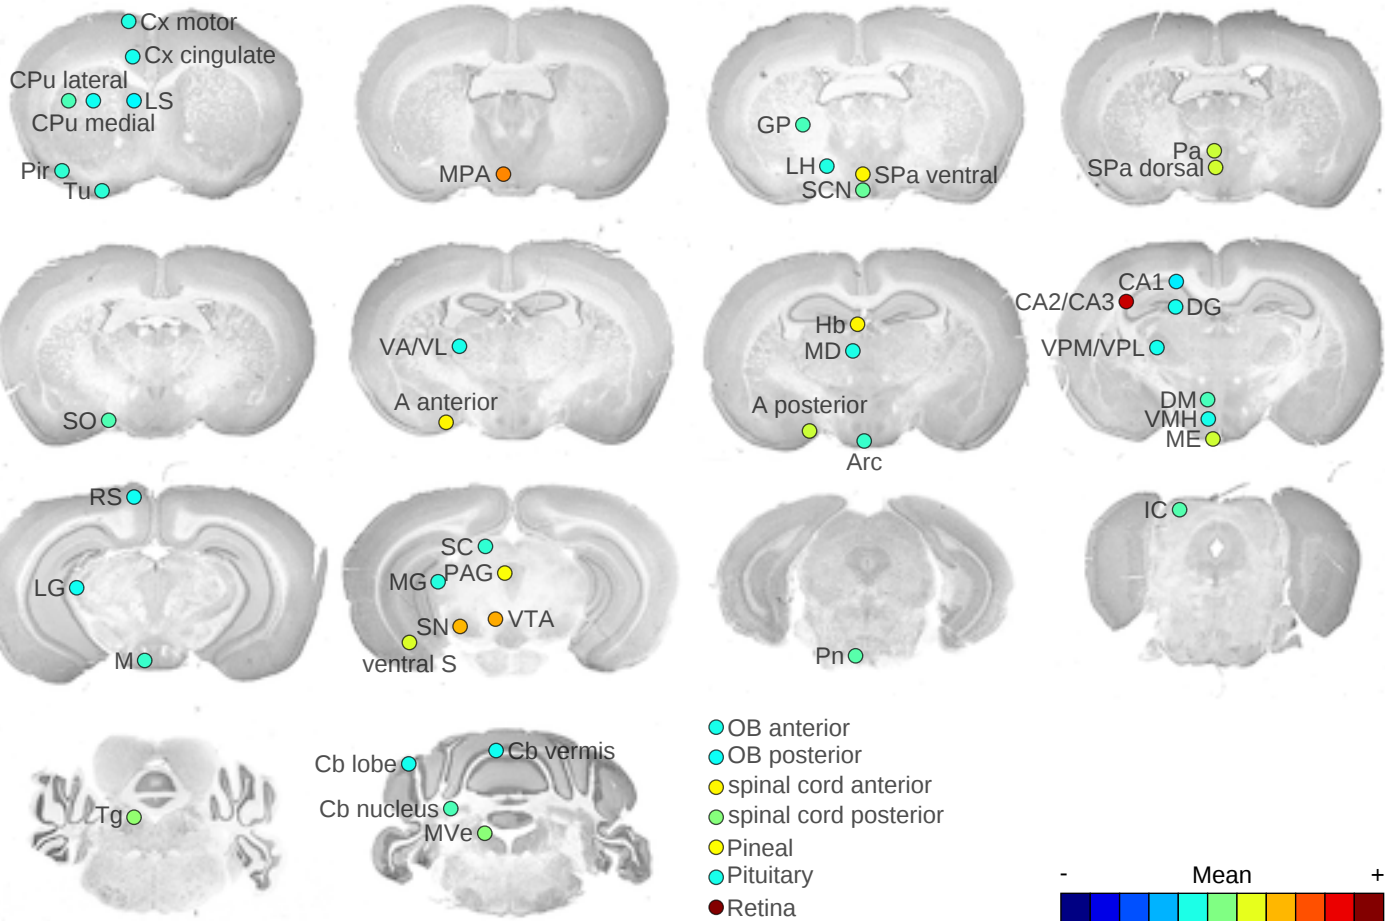 Cx motor
Cx cingulate
CPu lateral
LS
CPu medial
Pir
Tu
MPA
GP
LH
SPa ventral
SCN
Pa
SPa dorsal
SO
VA/VL
A anterior
Hb
MD
A posterior
Arc
CA1
CA2/CA3
DG
VPM/VPL
DM
VMH
ME
RS
LG
M
SC
PAG
MG
VTA
SN
ventral S
Pn
IC
Tg
Cb vermis
Cb lobe
Cb nucleus
MVe
OB anterior
OB posterior
spinal cord anterior
spinal cord posterior
Pineal
Pituitary
Retina
- Mean +